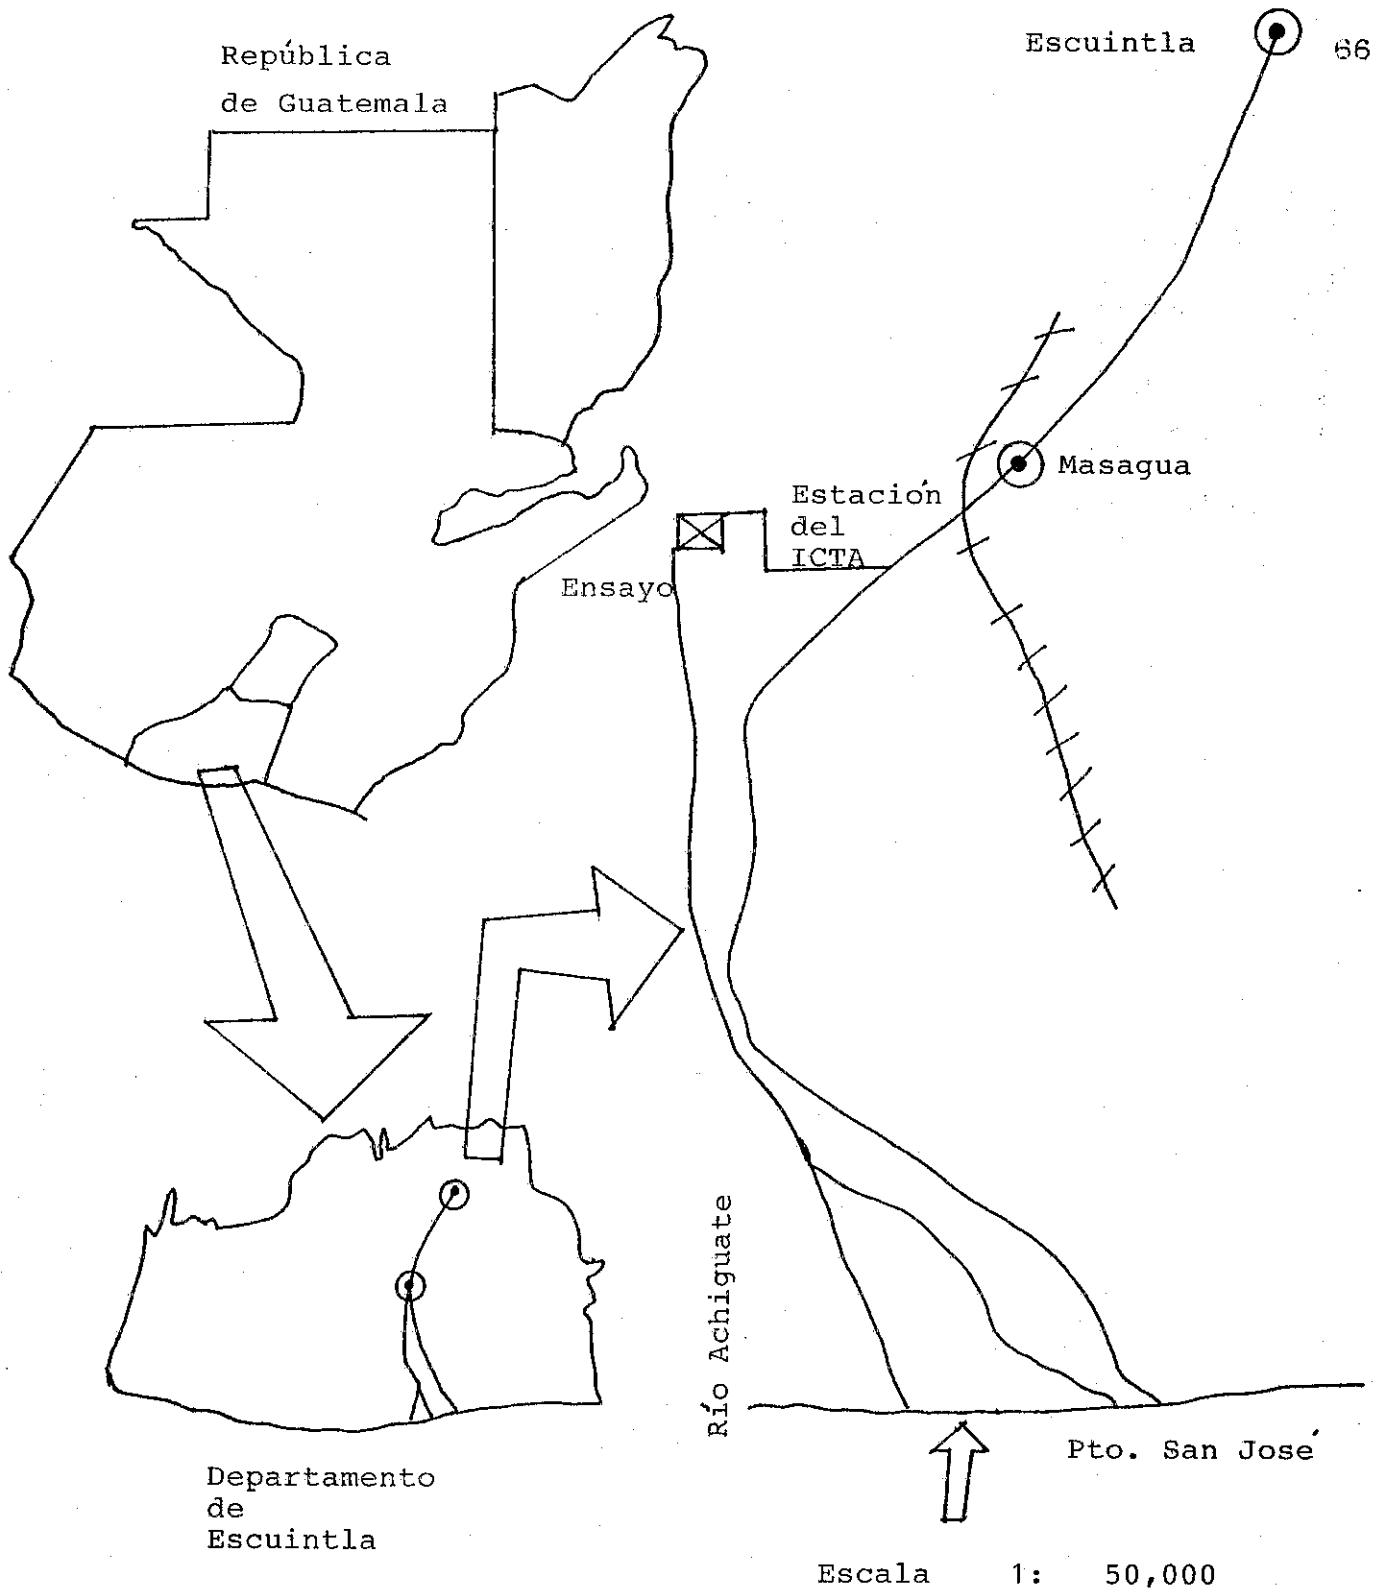 República
de Guatemala
Escuintla
66
Masagua
Estación
del
ICTA
Ensayo
Río Achiguate
Pto. San José
Departamento
de
Escuintla
Escala 1: 50,000